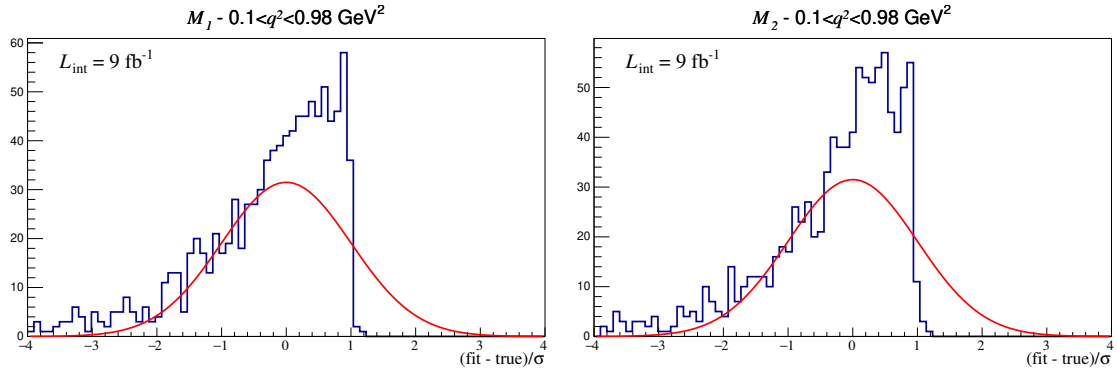 M₁ - 0.1<q²<0.98 GeV²
L_int = 9 fb⁻¹
60
50
40
30
20
10
0
−4 −3 −2 −1 0 1 2 3 4
(fit - true)/σ
M₂ - 0.1<q²<0.98 GeV²
L_int = 9 fb⁻¹
50
40
30
20
10
0
−4 −3 −2 −1 0 1 2 3 4
(fit - true)/σ